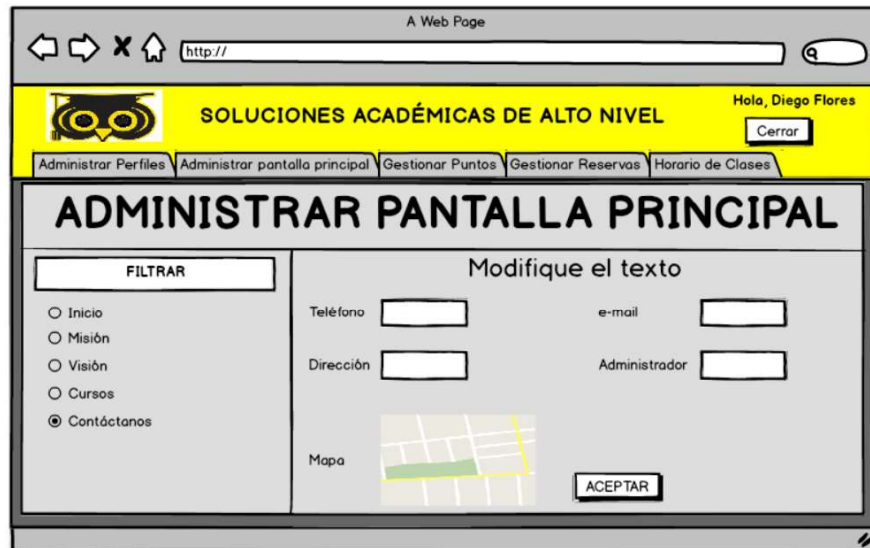 A Web Page
http://
SOLUCIONES ACADÉMICAS DE ALTO NIVEL
Hola, Diego Flores
Cerrar
Administrar Perfiles Administrar pantalla principal Gestionar Puntos Gestionar Reservas Horario de Clases
ADMINISTRAR PANTALLA PRINCIPAL
FILTRAR
Inicio
Misión
Visión
Cursos
Contáctanos
Modifique el texto
Teléfono e-mail
Dirección Administrador
Mapa
ACEPTAR